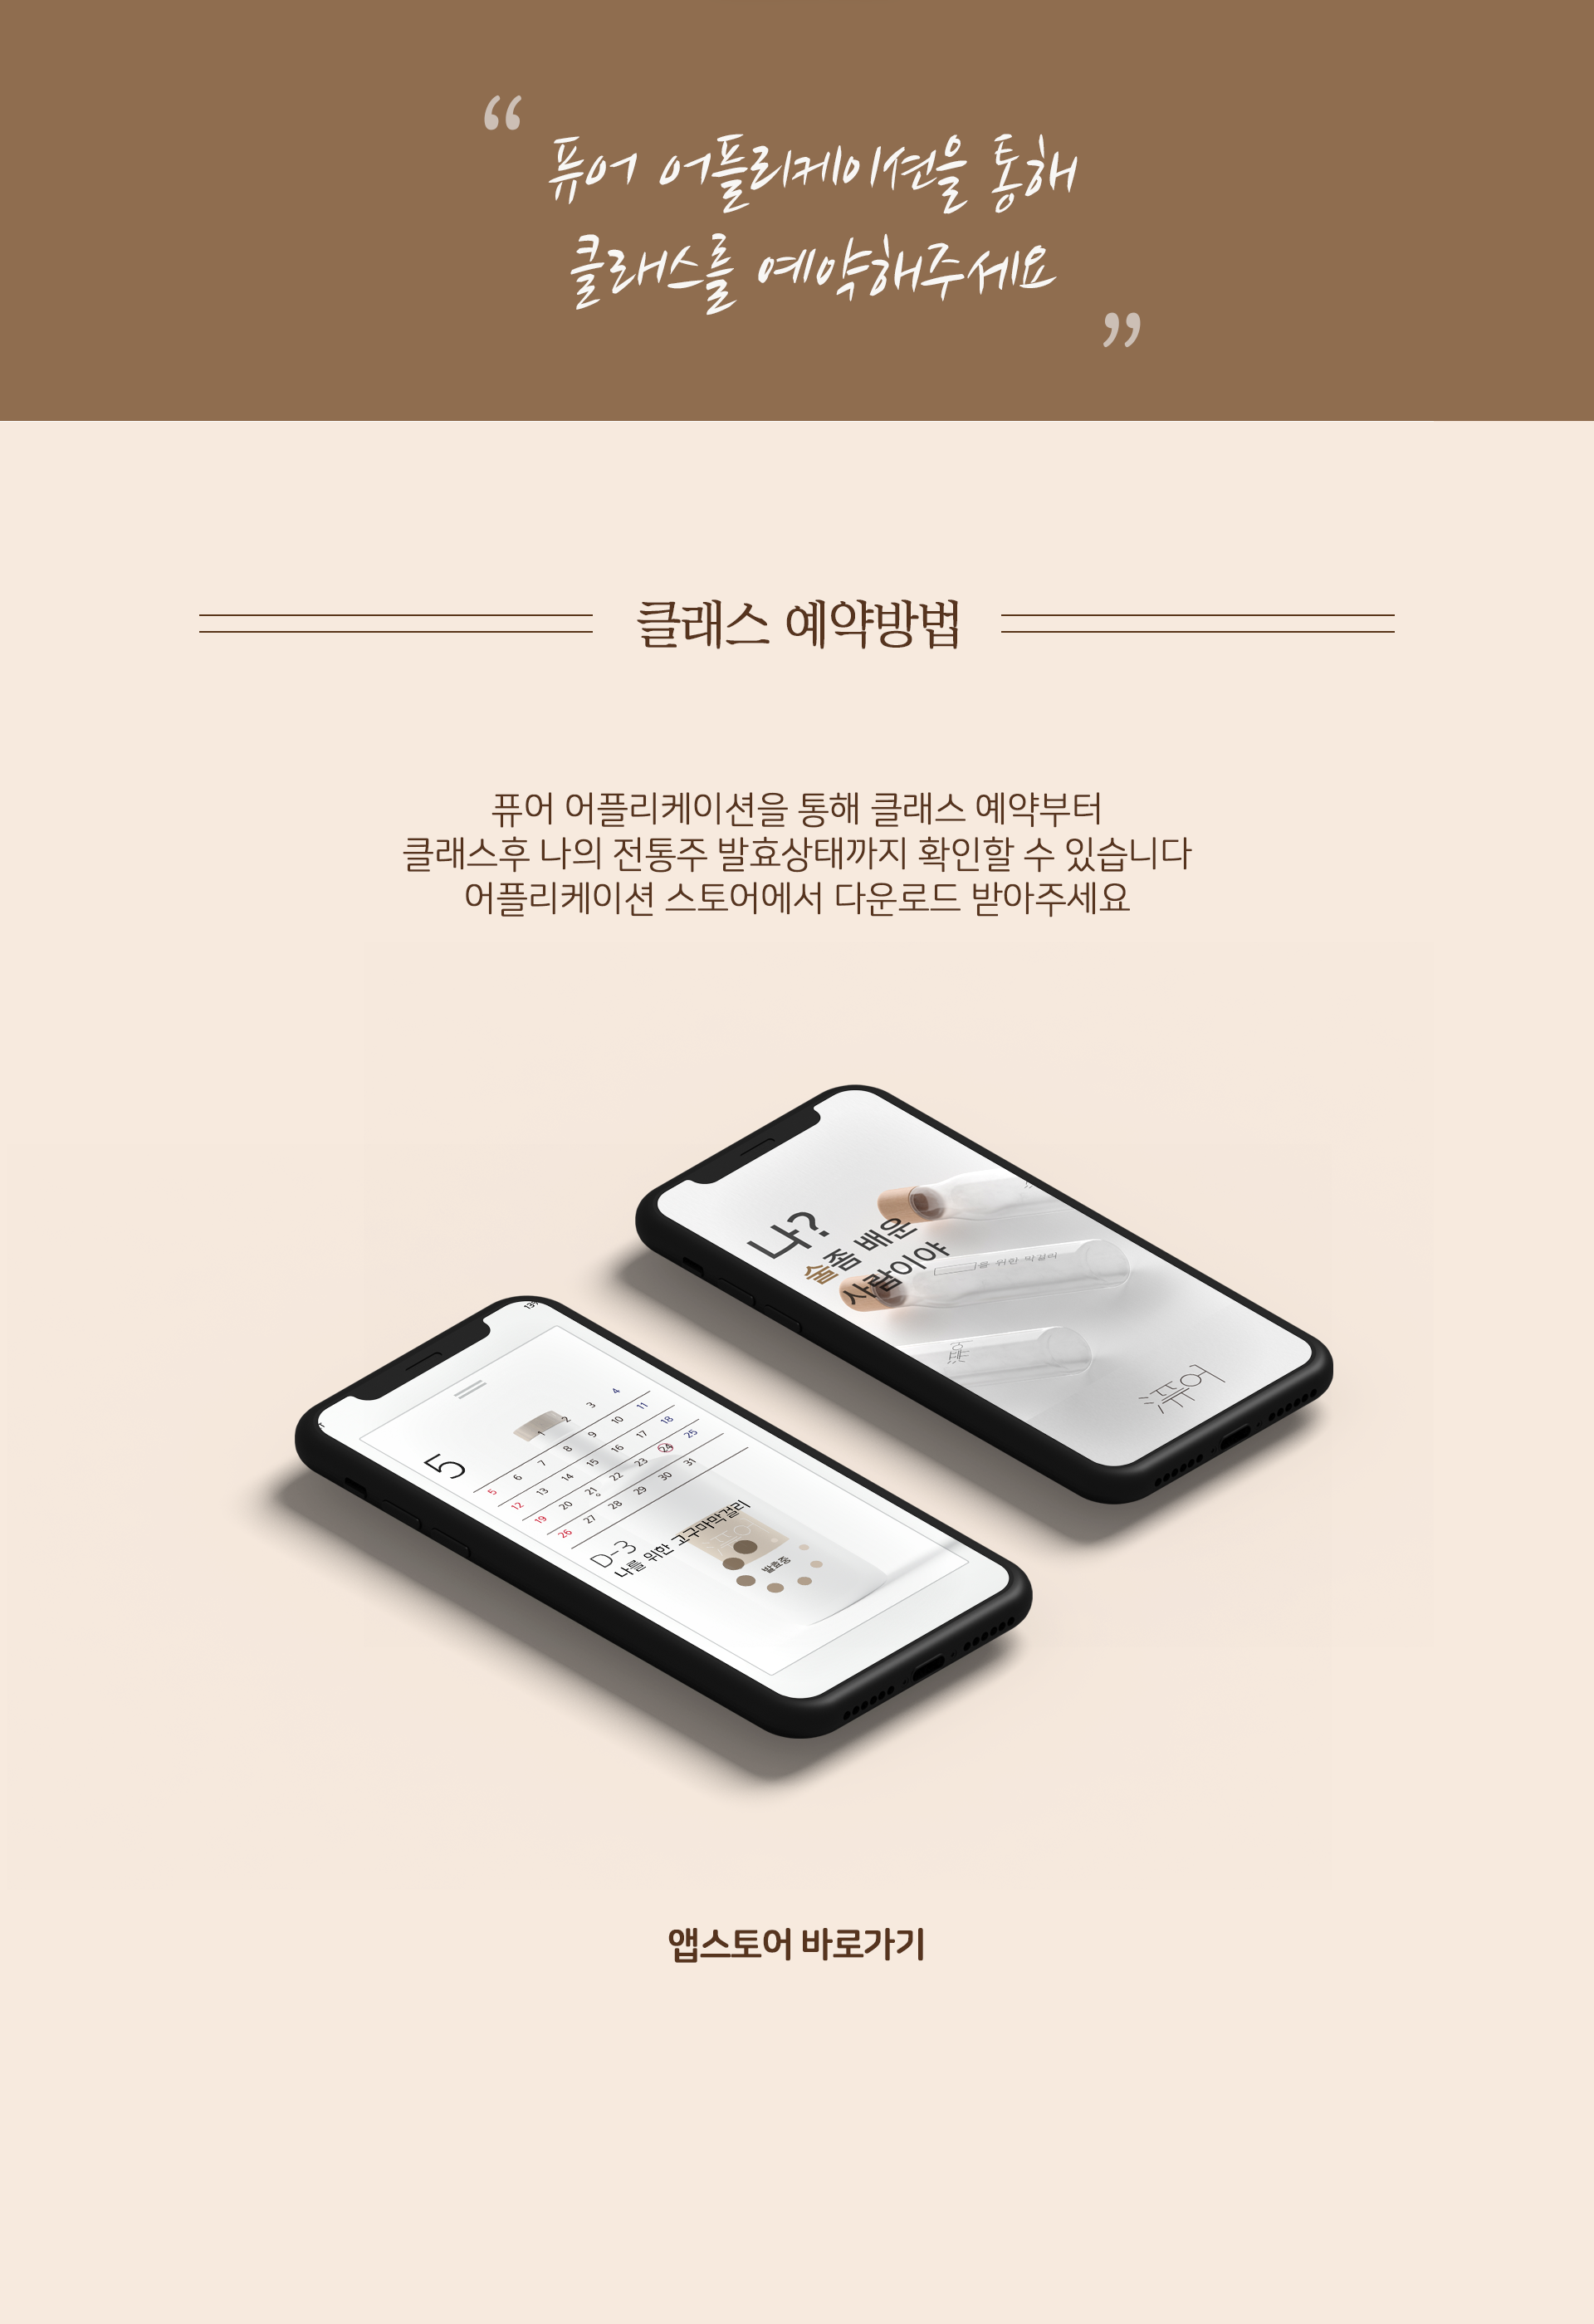 “ 퓨어 어플리케이션을 통해
클래스를 예약해주세요 ”
클래스 예약방법
퓨어 어플리케이션을 통해 클래스 예약부터
클래스후 나의 전통주 발효상태까지 확인할 수 있습니다
어플리케이션 스토어에서 다운로드 받아주세요
나?
술좀 배운
사람이야
를 위한 막걸리
퓨어
5
1 2 3 4
5 6 7 8 9 10 11
12 13 14 15 16 17 18
19 20 21 22 23 24 25
26 27 28 29 30 31
D-3
나를 위한 고구마막걸리
발효중
앱스토어 바로가기